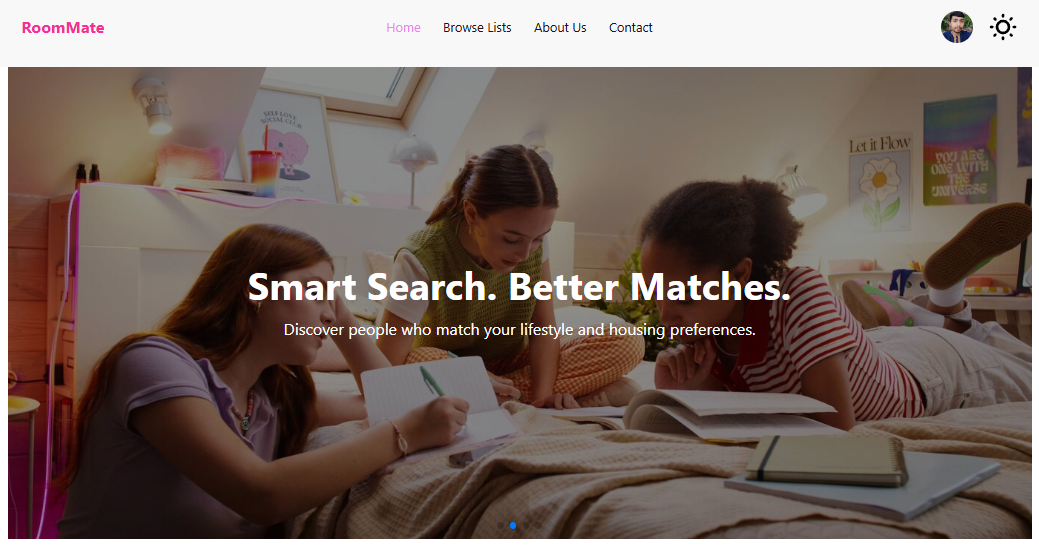 RoomMate
Home Browse Lists About Us Contact
SELF LOVE
SOCIAL CLUB
Let it Flow
YOU ARE
ONE WITH
THE
UNIVERSE
Smart Search. Better Matches.
Discover people who match your lifestyle and housing preferences.